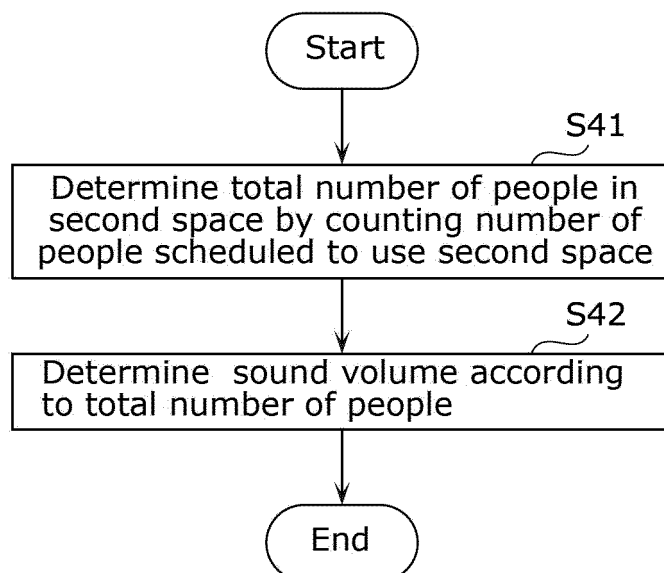 Start
S41
Determine total number of people in
second space by counting number of
people scheduled to use second space
S42
Determine sound volume according
to total number of people
End